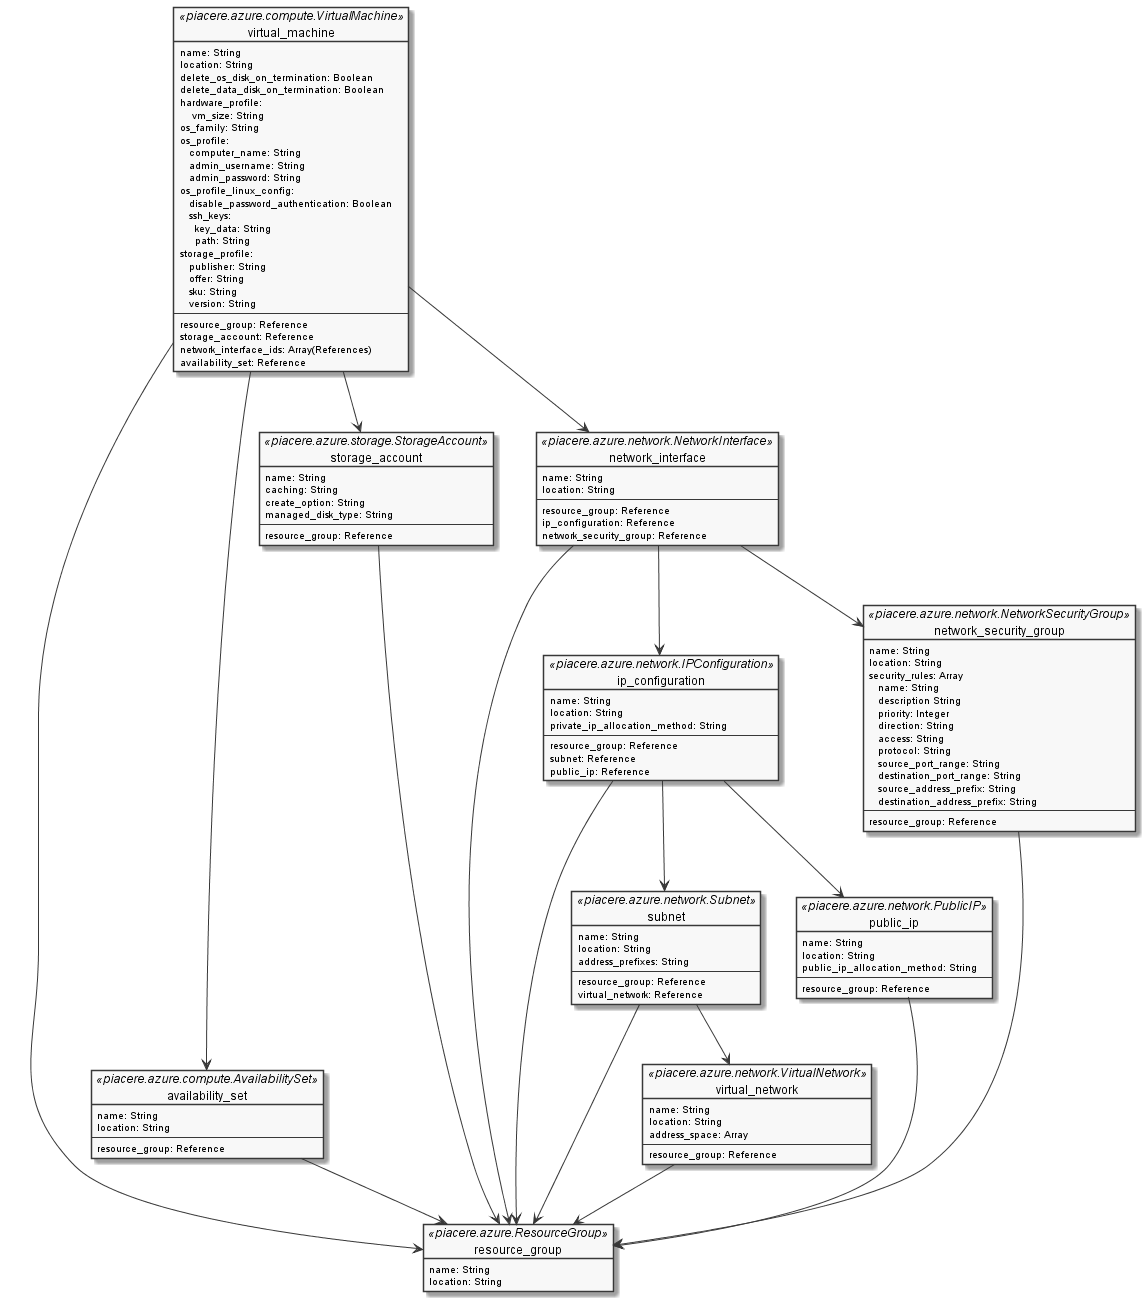 «piacere.azure.compute.VirtualMachine»
virtual_machine
name: String
location: String
delete_os_disk_on_termination: Boolean
delete_data_disk_on_termination: Boolean
hardware_profile:
vm_size: String
os_family: String
os_profile:
computer_name: String
admin_username: String
admin_password: String
os_profile_linux_config:
disable_password_authentication: Boolean
ssh_keys:
key_data: String
path: String
storage_profile:
publisher: String
offer: String
sku: String
version: String
resource_group: Reference
storage_account: Reference
network_interface_ids: Array(References)
availability_set: Reference
«piacere.azure.storage.StorageAccount»
storage_account
name: String
caching: String
create_option: String
managed_disk_type: String
resource_group: Reference
«piacere.azure.network.NetworkInterface»
network_interface
name: String
location: String
resource_group: Reference
ip_configuration: Reference
network_security_group: Reference
«piacere.azure.network.NetworkSecurityGroup»
network_security_group
name: String
location: String
security_rules: Array
name: String
description String
priority: Integer
direction: String
access: String
protocol: String
source_port_range: String
destination_port_range: String
source_address_prefix: String
destination_address_prefix: String
resource_group: Reference
«piacere.azure.network.IPConfiguration»
ip_configuration
name: String
location: String
private_ip_allocation_method: String
resource_group: Reference
subnet: Reference
public_ip: Reference
«piacere.azure.network.Subnet»
subnet
name: String
location: String
address_prefixes: String
resource_group: Reference
virtual_network: Reference
«piacere.azure.network.PublicIP»
public_ip
name: String
location: String
public_ip_allocation_method: String
resource_group: Reference
«piacere.azure.compute.AvailabilitySet»
availability_set
name: String
location: String
resource_group: Reference
«piacere.azure.network.VirtualNetwork»
virtual_network
name: String
location: String
address_space: Array
resource_group: Reference
«piacere.azure.ResourceGroup»
resource_group
name: String
location: String